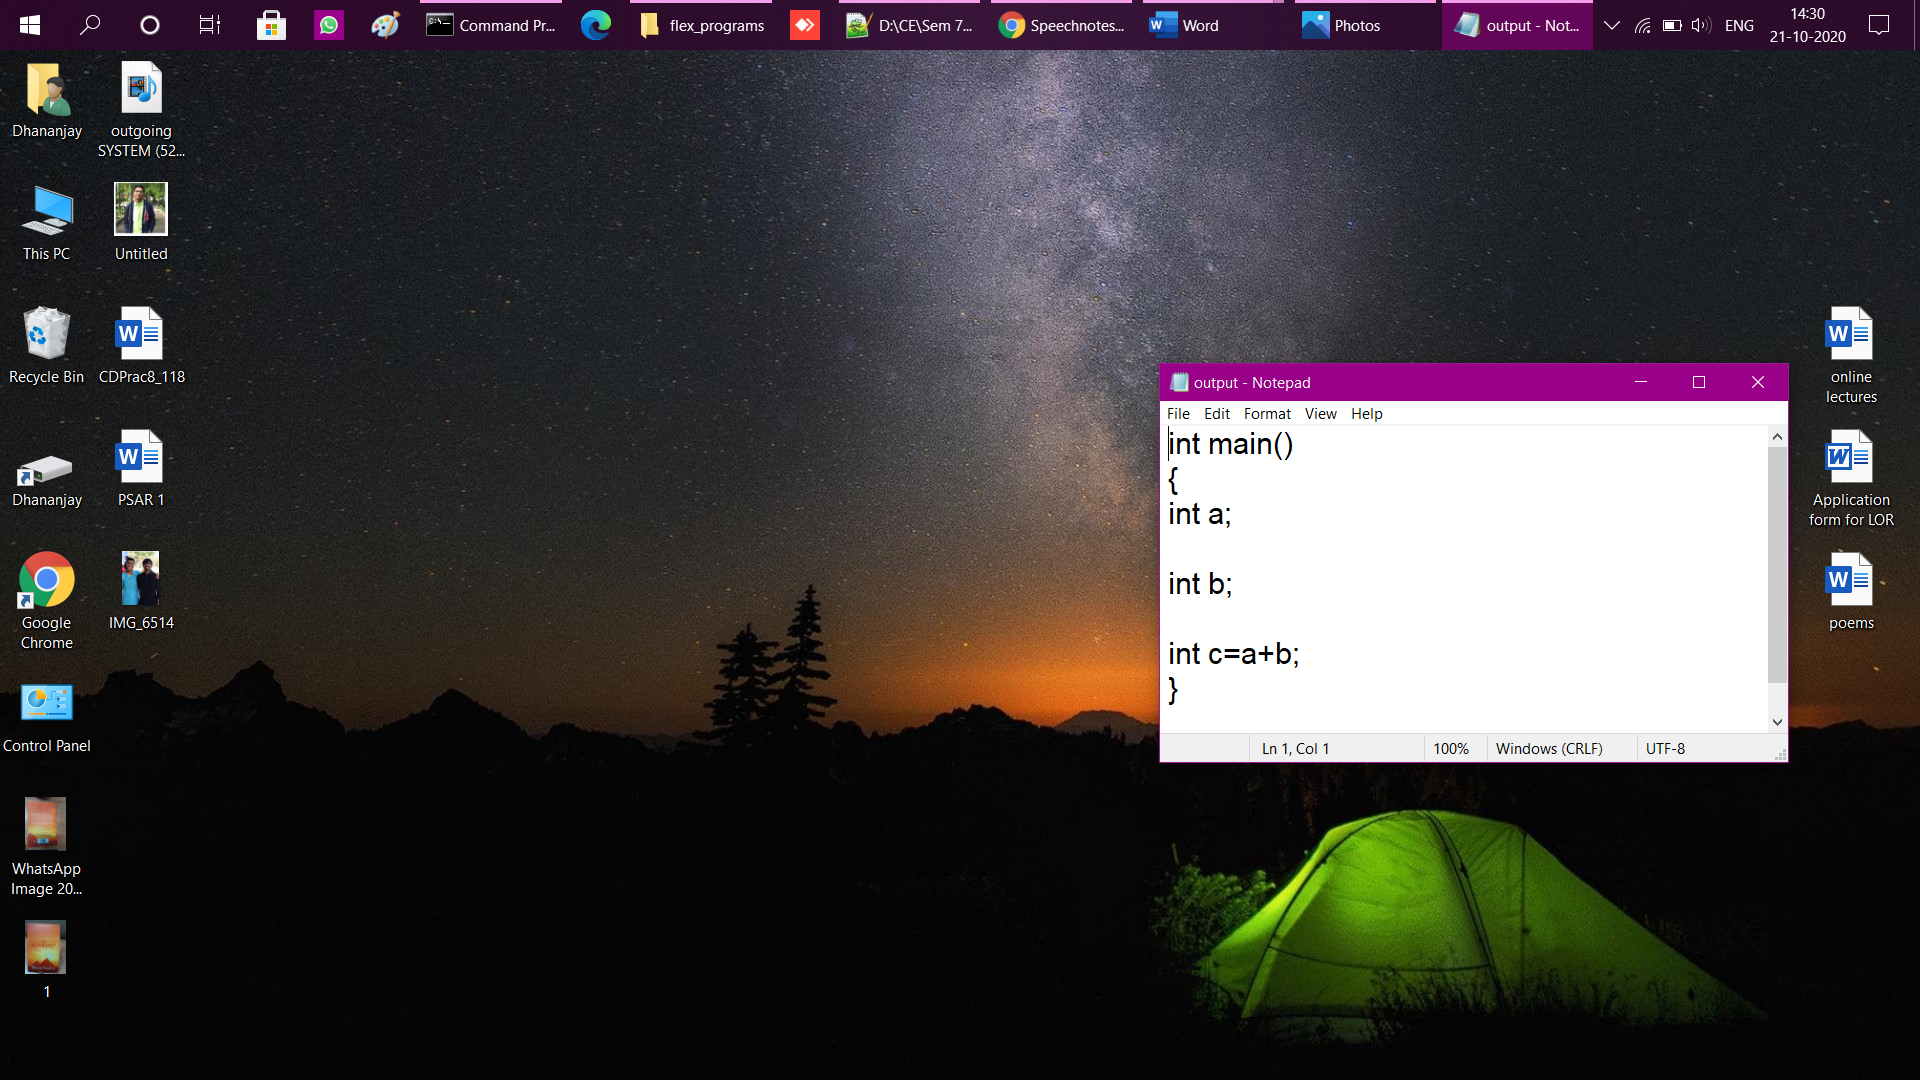 Command Pr...
flex_programs
D:\CE\Sem 7...
Speechnotes...
Word
Photos
output - Not...
ENG
14:30
21-10-2020
Dhananjay
outgoing
SYSTEM (52...
This PC
Untitled
Recycle Bin
CDPrac8_118
Dhananjay
PSAR 1
Google
Chrome
IMG_6514
Control Panel
WhatsApp
Image 20...
1
output - Notepad
File Edit Format View Help
int main()
{
int a;
int b;
int c=a+b;
}
Ln 1, Col 1
100%
Windows (CRLF)
UTF-8
online
lectures
Application
form for LOR
poems